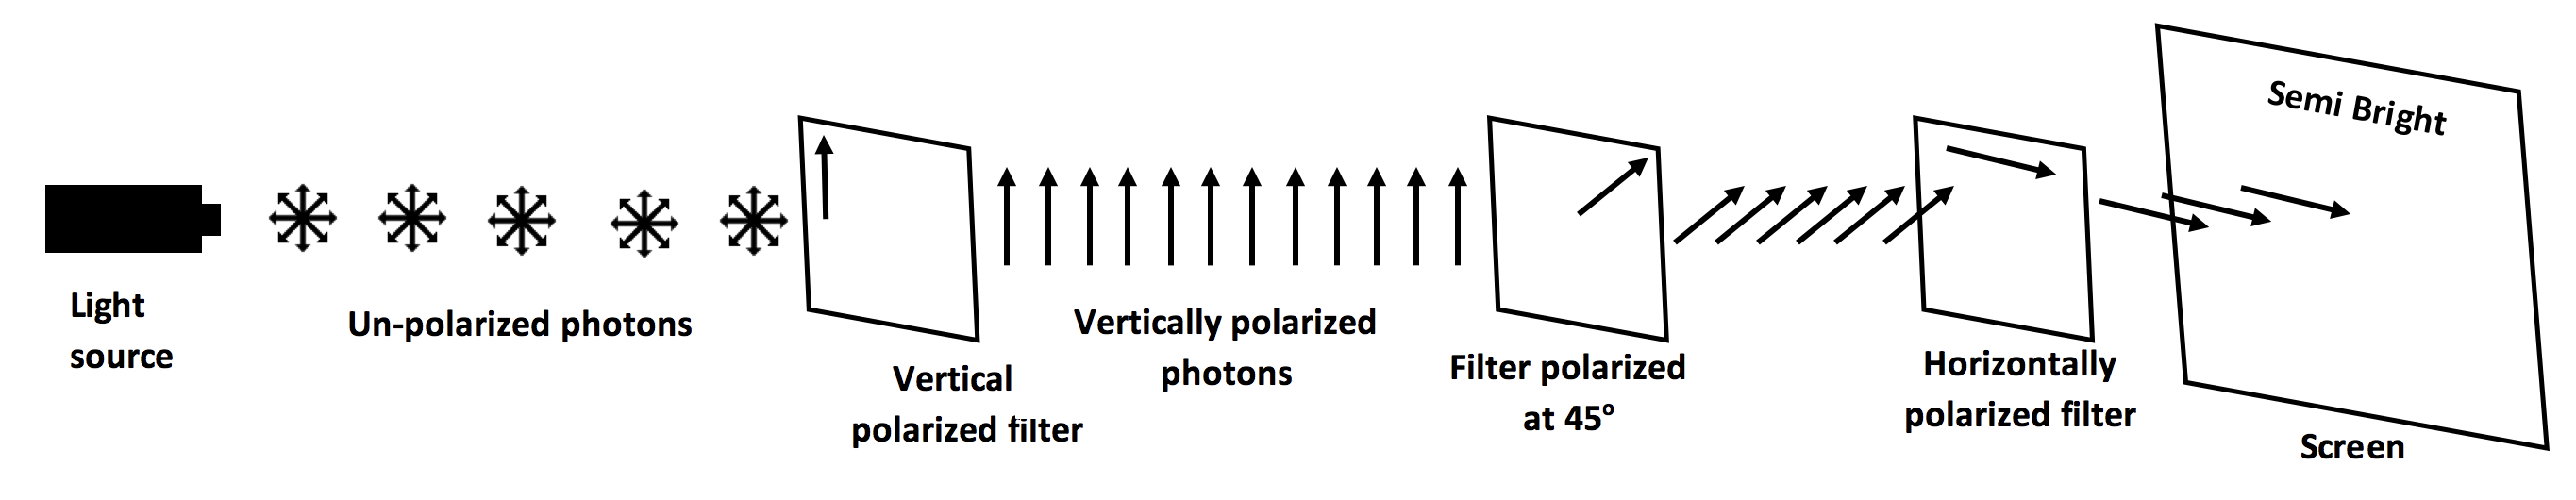 Light
source
Un-polarized photons
Vertical
polarized filter
Vertically polarized
photons
Filter polarized
at 45º
Horizontally
polarized filter
Semi Bright
Screen